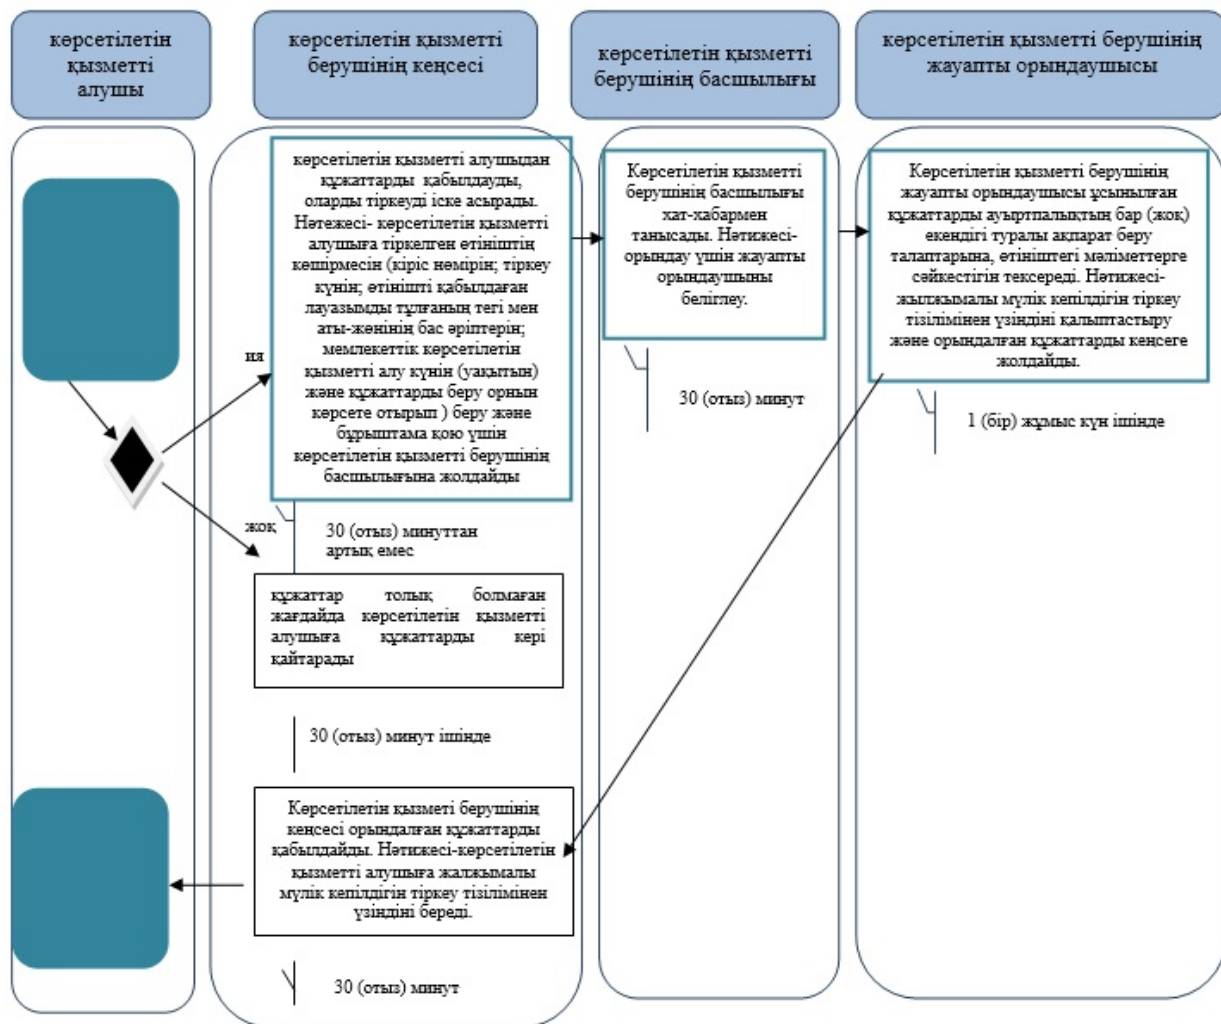 көрсетілетін
қызметті
алушы
көрсетілетін қызметті
берушінің кеңсесі
көрсетілетін қызметті
берушінің басшылығы
көрсетілетін қызметті берушінің
жауапты орындаушысы
көрсетілетін қызметті алушыдан
құжаттарды қабылдауды,
оларды тіркеуді іске асырады.
Нәтежесі- көрсетілетін қызметті
алушыға тіркелген өтініштің
көшірмесін (кіріс нөмірін; тіркеу
күнін; өтінішті қабылдаған
лауазымды тұлғаның тегі мен
аты-жөнінің бас әріптерін;
мемлекеттік көрсетілетін
қызметті алу күнін (уақытын)
және құжаттарды беру орнын
көрсете отырып ) беру және
бұрыштама қою үшін
көрсетілетін қызметті берушінің
басшылығына жолдайды
Көрсетілетін қызметті
берушінің басшылығы
хат-хабармен
танысады. Нәтижесі-
орындау үшін жауапты
орындаушыны
беліглеу.
Көрсетілетін қызметті берушінің
жауапты орындаушысы ұсынылған
құжаттарды ауыртпалықтың бар (жоқ)
екендігі туралы ақпарат беру
талаптарына, өтініштегі мәліметтерге
сәйкестігін тексереді. Нәтижесі-
жылжымалы мүлік кепілдігін тіркеу
тізілімінен үзіндіні қалыптастыру
және орындалған құжаттарды кеңсеге
жолдайды.
ия
30 (отыз) минут
1 (бір) жұмыс күн ішінде
жоқ
30 (отыз) минуттан
артық емес
құжаттар толық болмаған
жағдайда көрсетілетін қызметті
алушыға құжаттарды кері
қайтарады
30 (отыз) минут ішінде
Көрсетілетін қызметі берушінің
кеңсесі орындалған құжаттарды
қабылдайды. Нәтижесі-көрсетілетін
қызметті алушыға жалжымалы
мүлік кепілдігін тіркеу тізілімінен
үзіндіні береді.
30 (отыз) минут